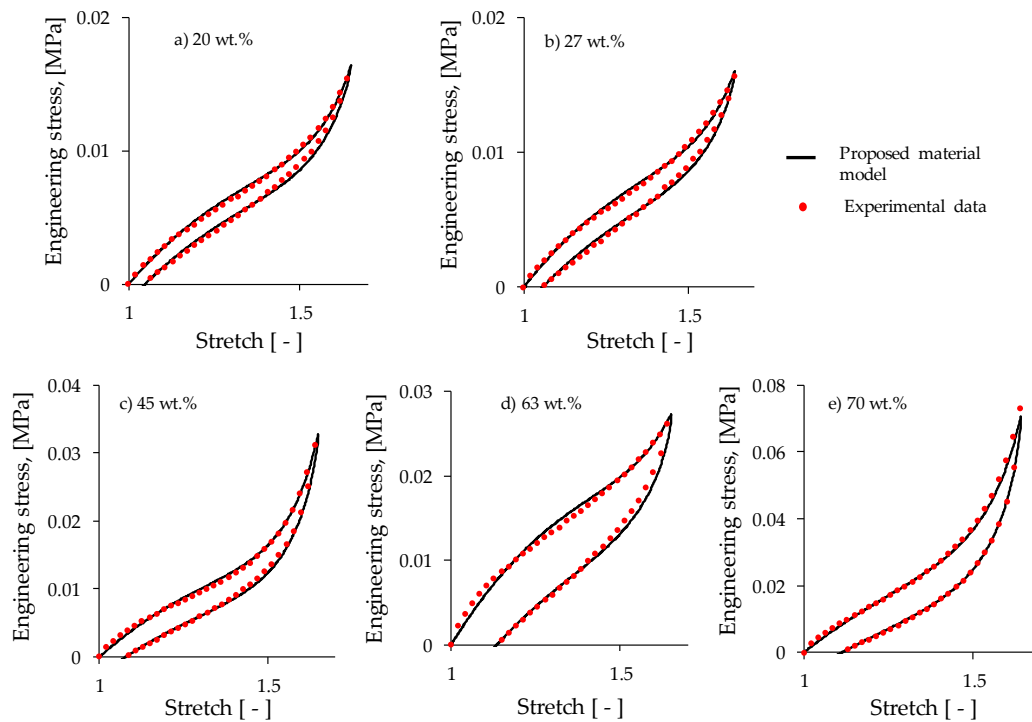 Engineering stress, [MPa]
0.02
0.01
0
a) 20 wt.%
1
1.5
Stretch [ - ]
Engineering stress, [MPa]
0.02
0.01
0
b) 27 wt.%
1
1.5
Stretch [ - ]
Proposed material
model
Experimental data
Engineering stress, [MPa]
0.04
0.03
0.02
0.01
0
c) 45 wt.%
1
1.5
Stretch [ - ]
Engineering stress, [MPa]
0.03
0.02
0.01
0
d) 63 wt.%
1
1.5
Stretch [ - ]
Engineering stress, [MPa]
0.08
0.06
0.04
0.02
0
e) 70 wt.%
1
1.5
Stretch [ - ]